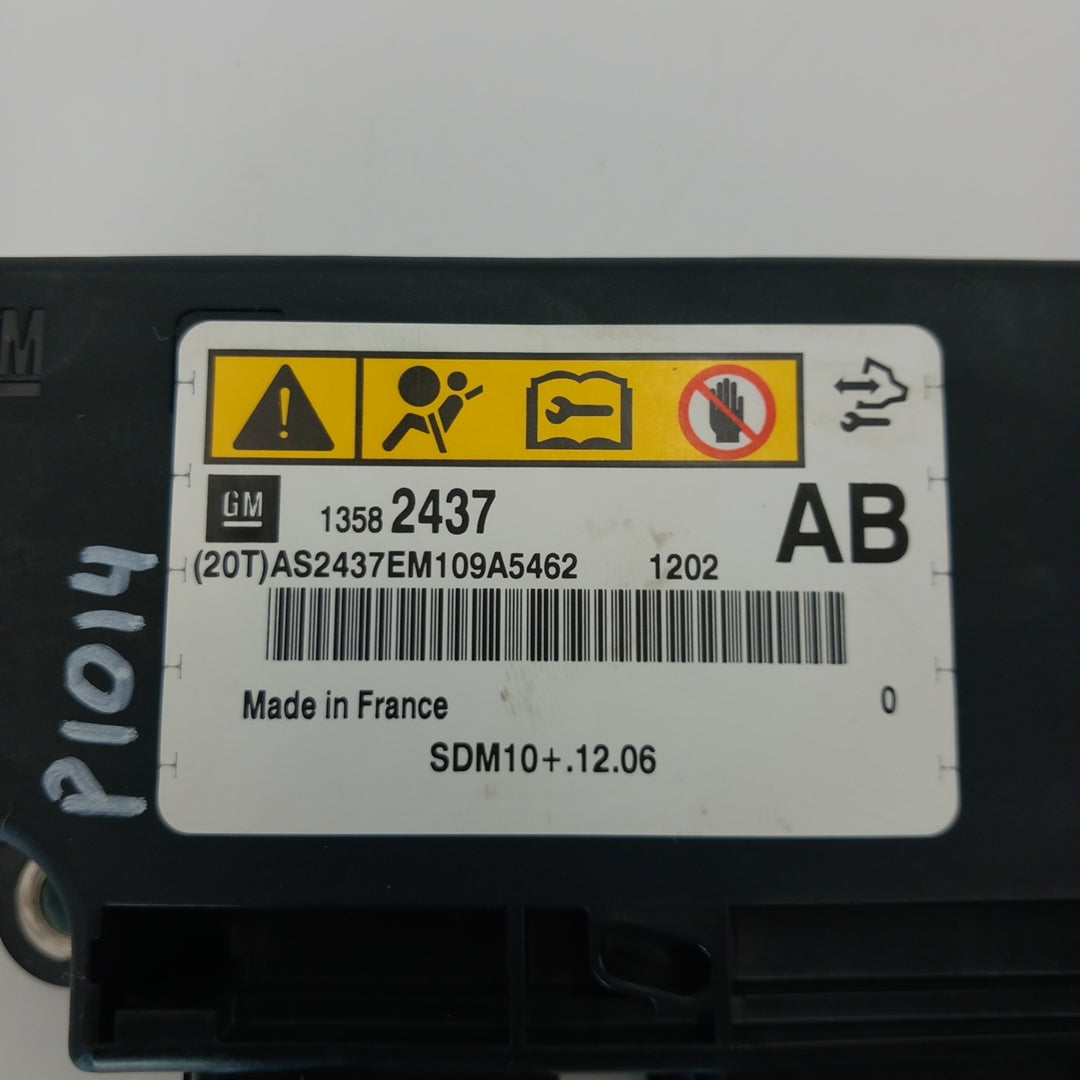 M
GM 1358 2437 AB
(20T)AS2437EM109A5462 1202
Made in France 0
SDM10+.12.06
P1014